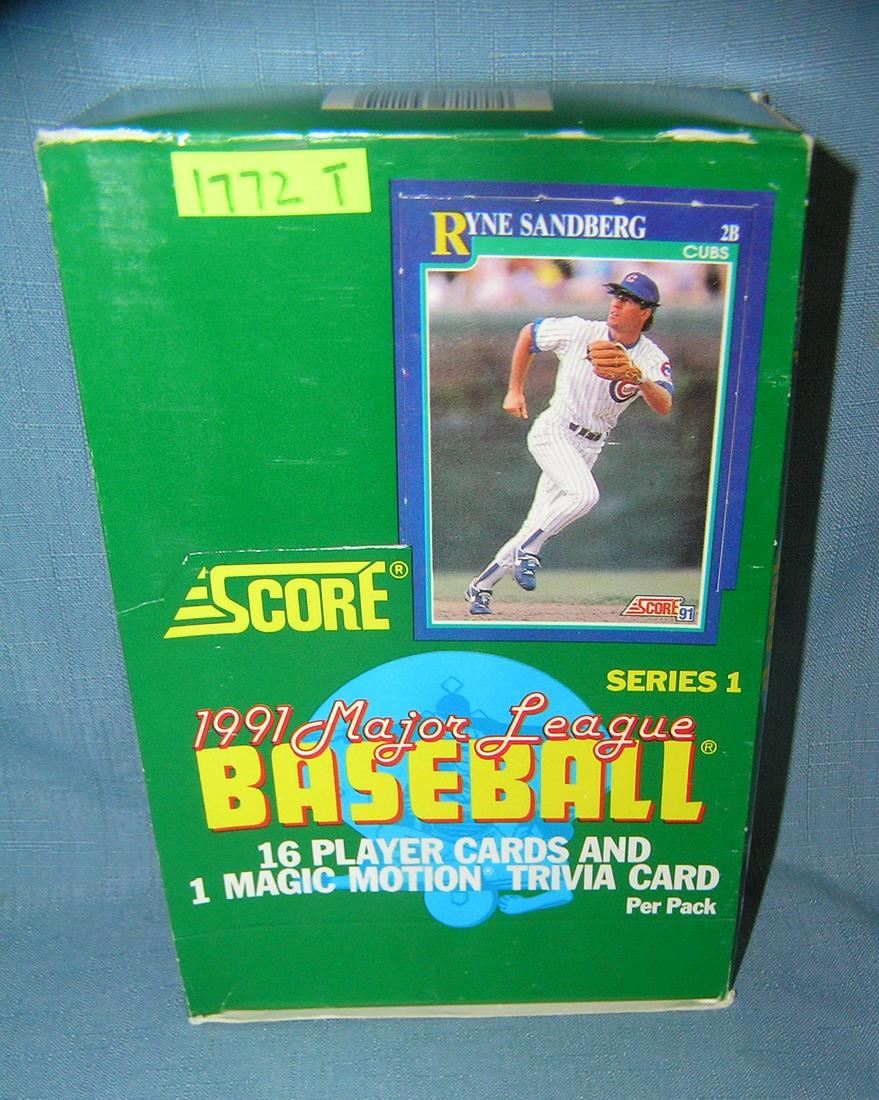 1772 T
RYNE SANDBERG 2B
CUBS
SCORE 91
SCORE®
SERIES 1
1991 Major League
BASEBALL®
16 PLAYER CARDS AND
1 MAGIC MOTION® TRIVIA CARD
Per Pack